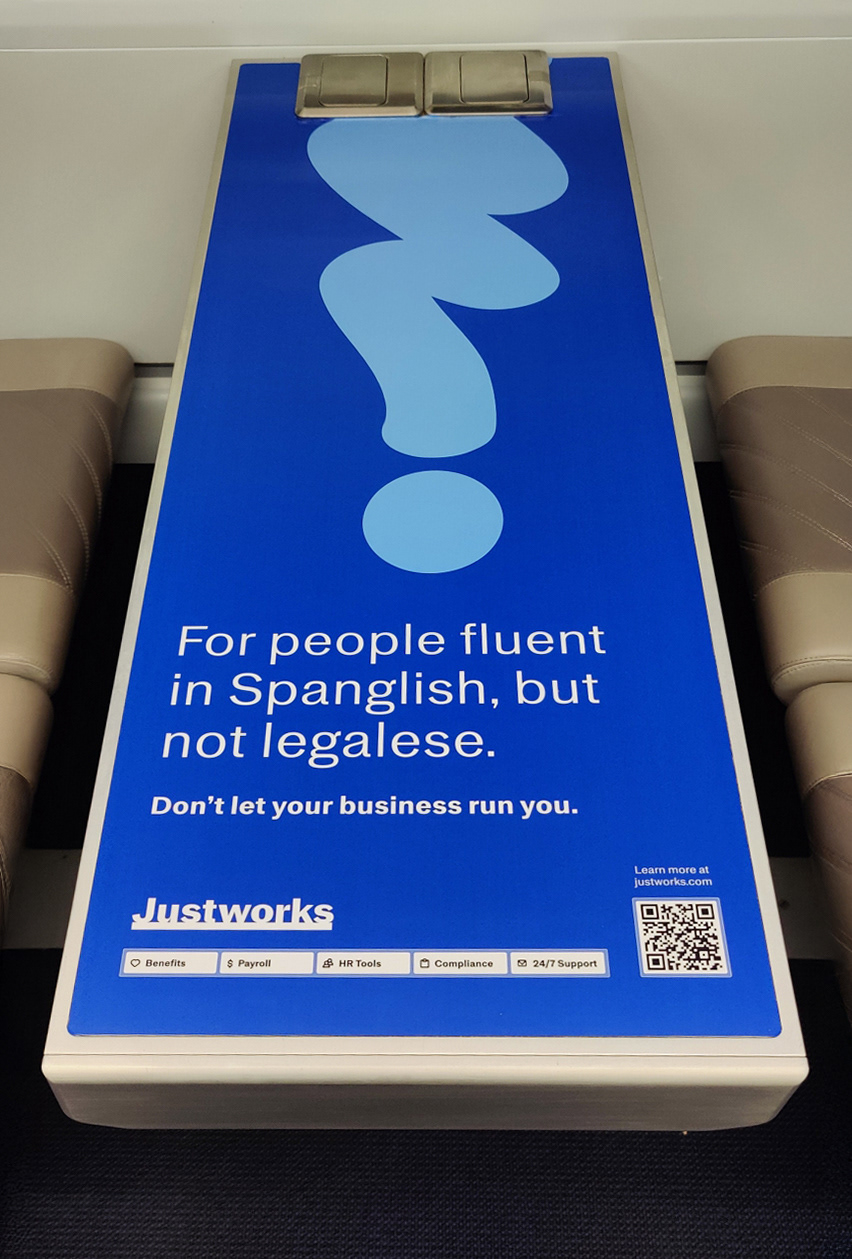 For people fluent
in Spanglish, but
not legalese.
Don't let your business run you.
Learn more at
justworks.com
Justworks
Benefits
$ Payroll
HR Tools
Compliance
24/7 Support